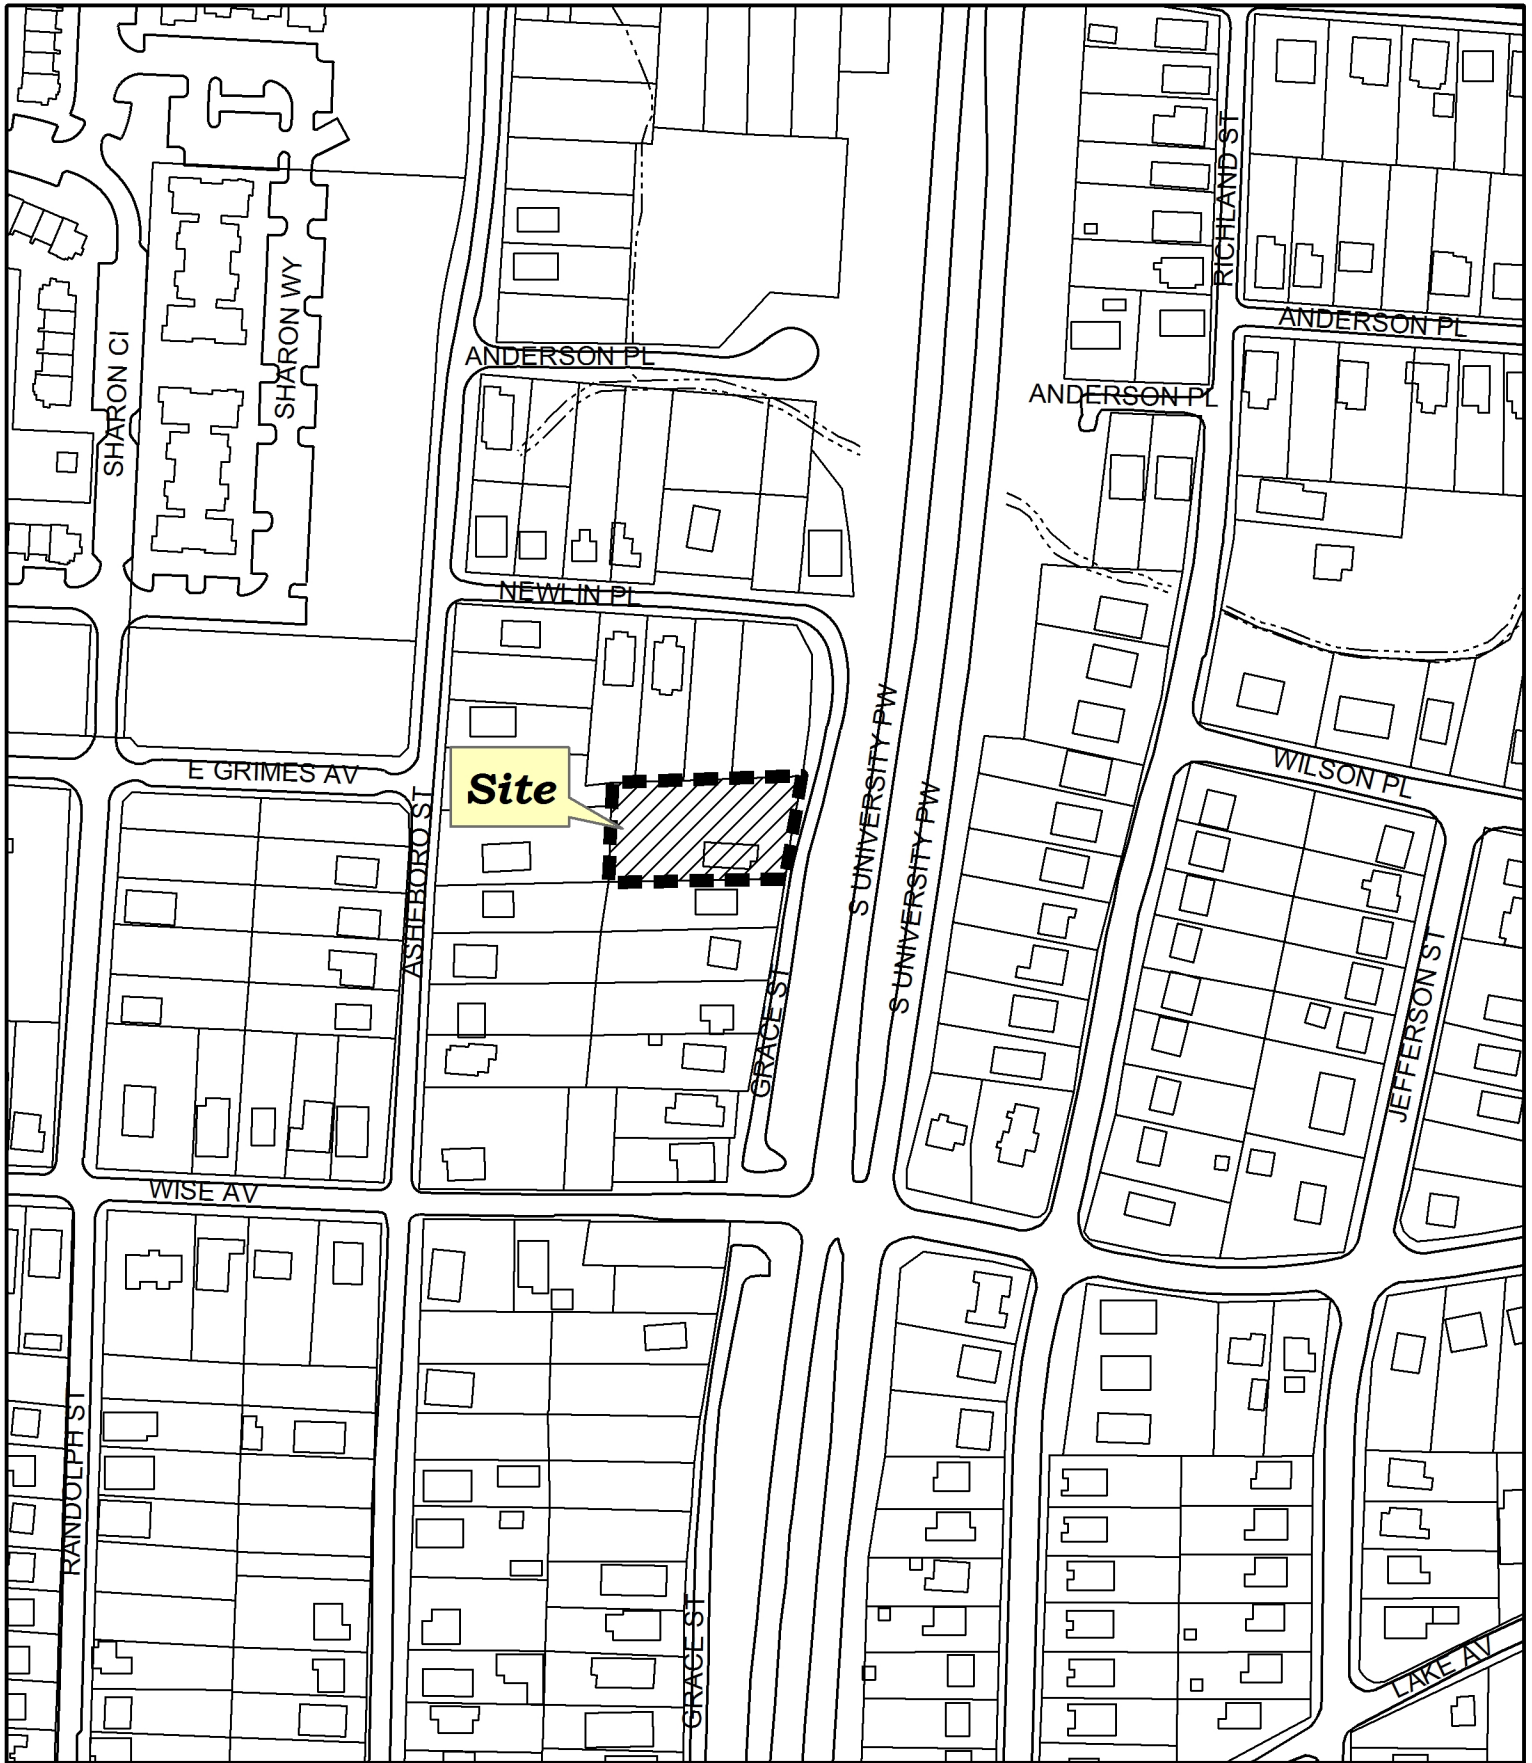 RICHLAND ST
SHARON WY
SHARON CI
ANDERSON PL
ANDERSON PL
ANDERSON PL
NEWLIN PL
E GRIMES AV
Site
ASHEBORO ST
S UNIVERSITY PW
S UNIVERSITY PW
WILSON PL
GRACE ST
JEFFERSON ST
WISE AV
RANDOLPH ST
GRACE ST
LAKE AV